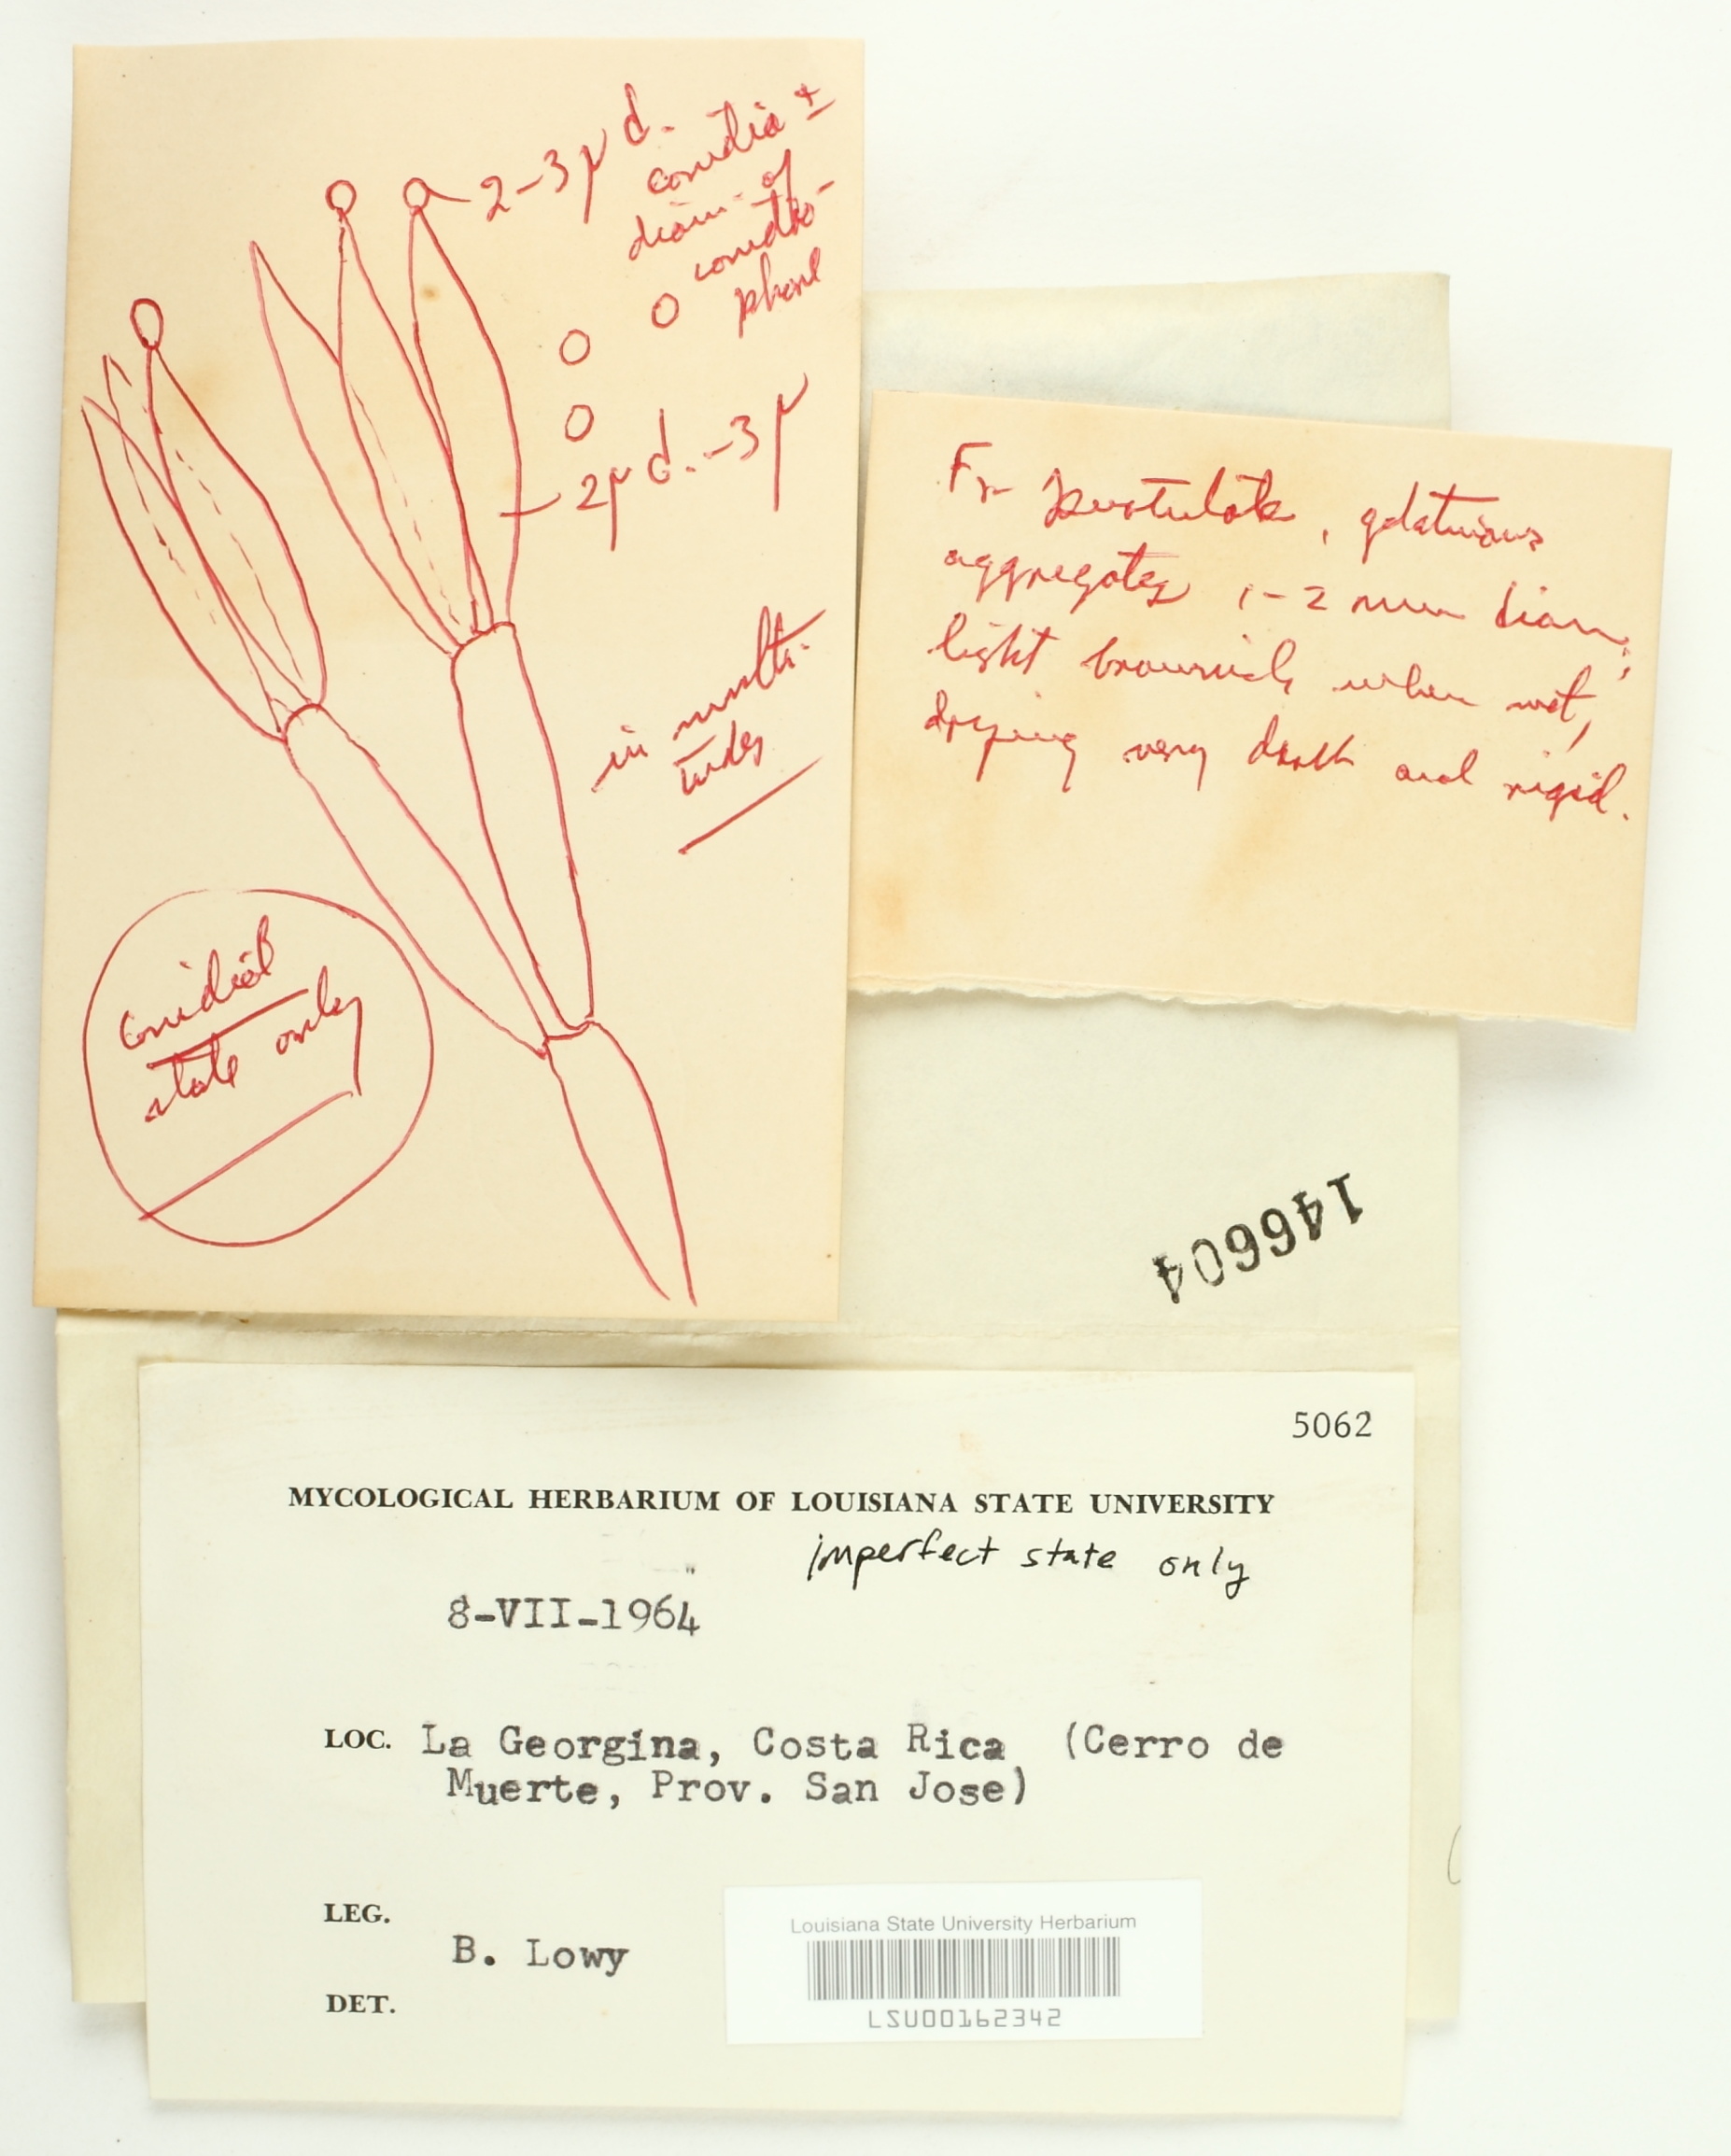 2-3μ d.
conidia ±
diam. of
conidio-
phore
2μ d.-3μ
in multi-
tudes
conidial
state only
Fr pustulate, gelatinous
aggregates 1-2 mm diam;
light brownish when wet,
drying very dark and rigid.
146604
5062
MYCOLOGICAL HERBARIUM OF LOUISIANA STATE UNIVERSITY
imperfect state only
8-VII-1964
LOC. La Georgina, Costa Rica (Cerro de
Muerte, Prov. San Jose)
LEG.
B. Lowy
DET.
Louisiana State University Herbarium
LSU00162342